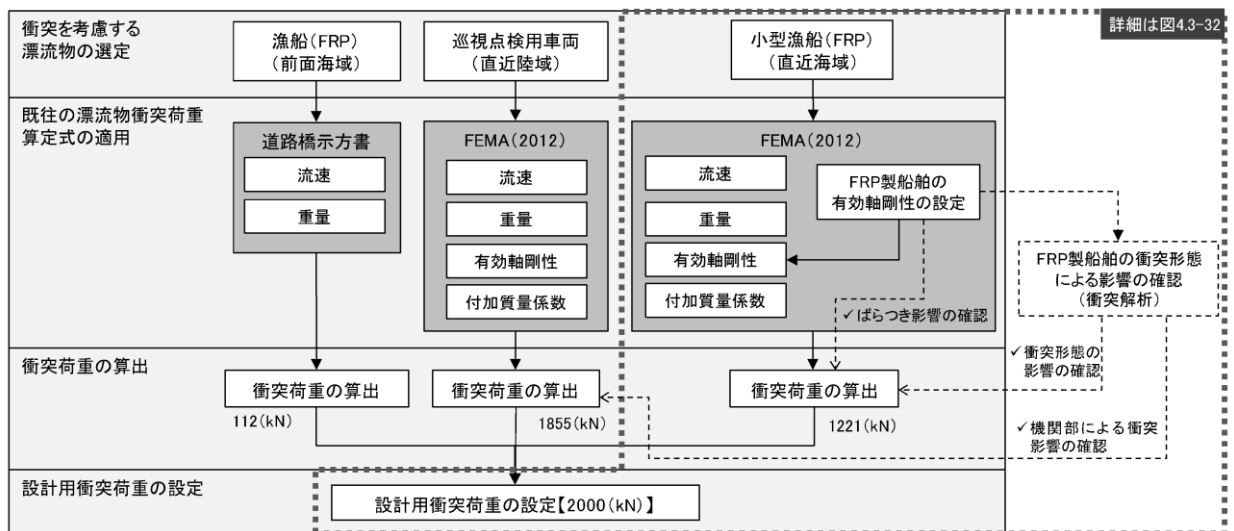 詳細は図4.3-32
衝突を考慮する
漂流物の選定
漁船(FRP)
(前面海域)
巡視点検用車両
(直近陸域)
小型漁船(FRP)
(直近海域)
既往の漂流物衝突荷重
算定式の適用
道路橋示方書
流速
重量
FEMA(2012)
流速
重量
有効軸剛性
付加質量係数
FEMA(2012)
流速
重量
有効軸剛性
付加質量係数
FRP製船舶の
有効軸剛性の設定
✓ばらつき影響の確認
FRP製船舶の衝突形態
による影響の確認
(衝突解析)
✓衝突形態の
影響の確認
✓機関部による衝突
影響の確認
衝突荷重の算出
衝突荷重の算出
112(kN)
衝突荷重の算出
1855(kN)
衝突荷重の算出
1221(kN)
設計用衝突荷重の設定
設計用衝突荷重の設定【2000(kN)】